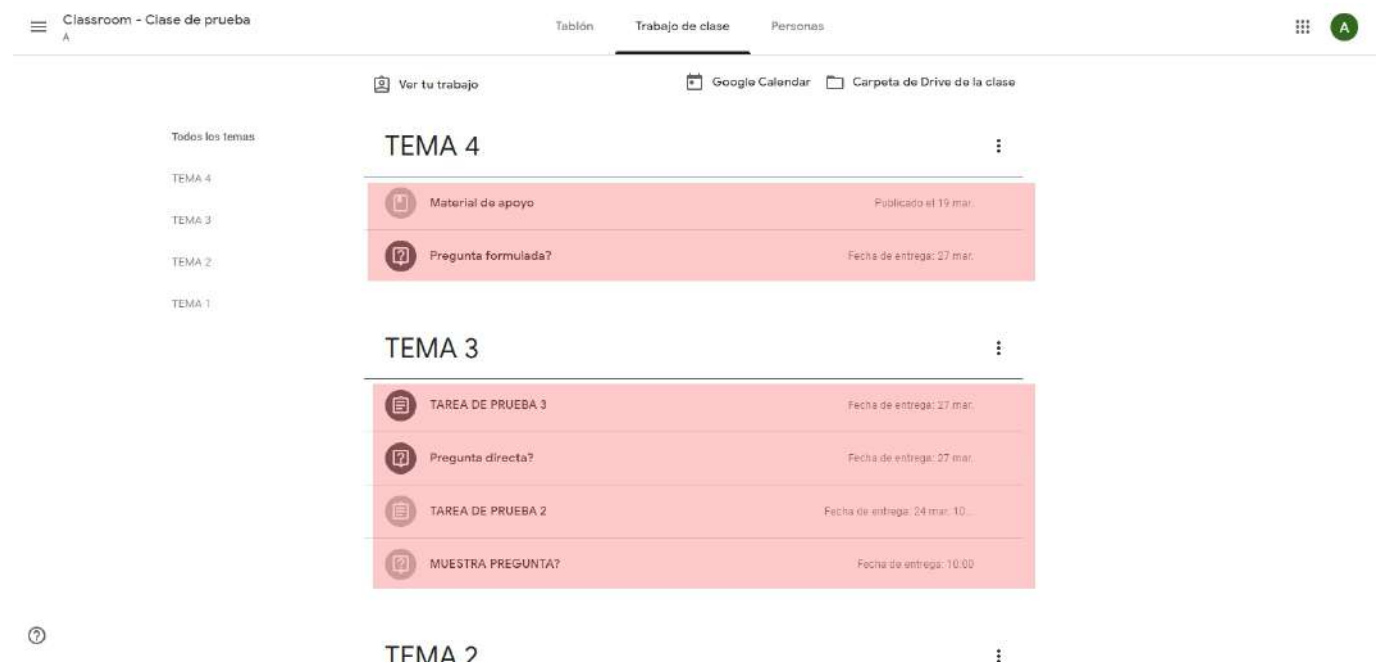 Classroom - Clase de prueba
A
Tablón Trabajo de clase Personas
A
Ver tu trabajo Google Calendar Carpeta de Drive de la clase
Todos los temas
TEMA 4
TEMA 3
TEMA 2
TEMA 1
TEMA 4
Material de apoyo Publicado el 19 mar.
Pregunta formulada? Fecha de entrega: 27 mar.
TEMA 3
TAREA DE PRUEBA 3 Fecha de entrega: 27 mar.
Pregunta directa? Fecha de entrega: 27 mar.
TAREA DE PRUEBA 2 Fecha de entrega: 24 mar. 10...
MUESTRA PREGUNTA? Fecha de entrega: 10:00
TEMA 2